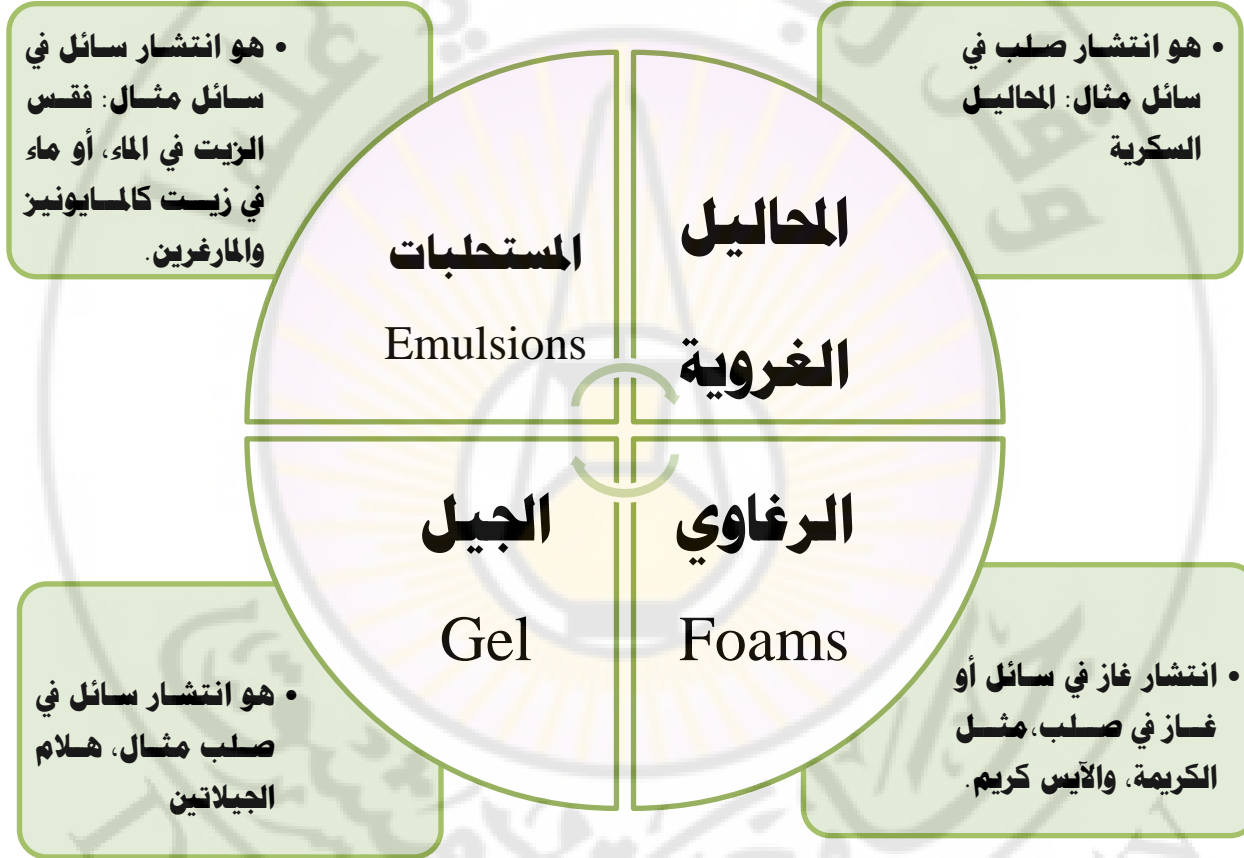 • هو انتشار صلب في
سائل مثال: المحاليل
السكرية
المحاليل
الغروية
• هو انتشار سائل في
سائل مثال: فقس
الزيت في الماء، أو ماء
في زيت كالمايونيز
والمارغرين.
المستحلبات
Emulsions
الرغاوي
Foams
• انتشار غاز في سائل أو
غاز في صلب، مثل
الكريمة، والآيس كريم.
الجيل
Gel
• هو انتشار سائل في
صلب مثال، هلام
الجيلاتين